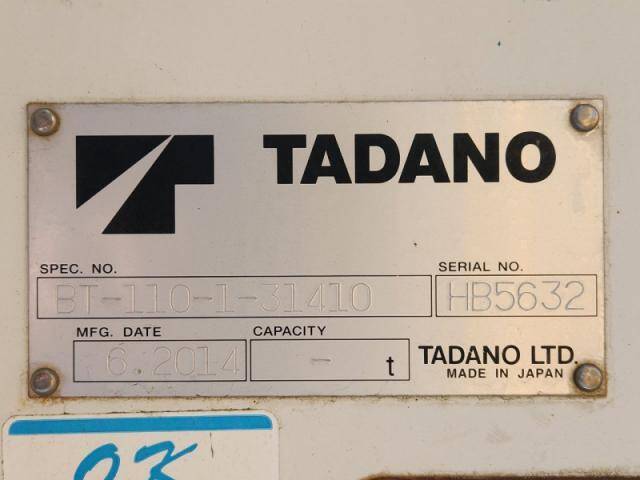 TADANO
SPEC. NO.
BT-110-1-31410
SERIAL NO.
HB5632
MFG. DATE
6.2014
CAPACITY
- t
TADANO LTD.
MADE IN JAPAN